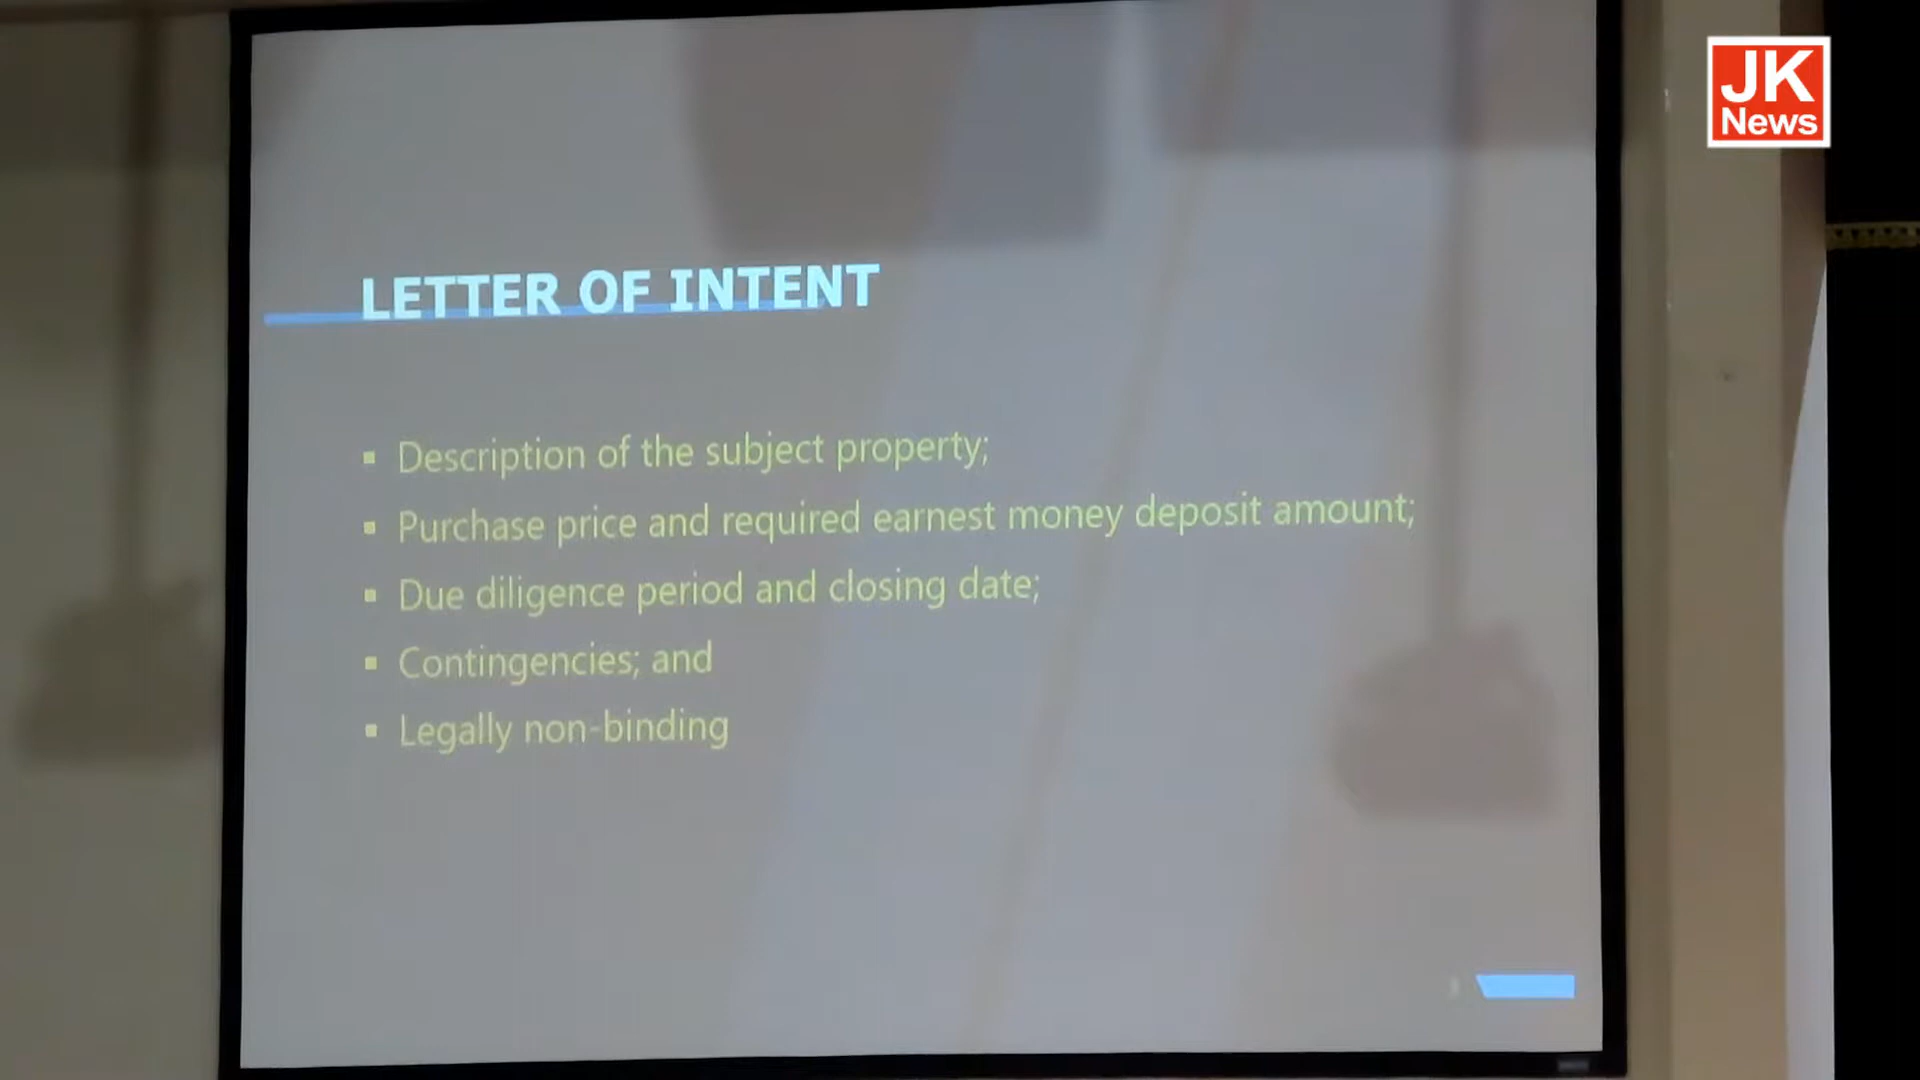 JK
News
LETTER OF INTENT
▪ Description of the subject property;
▪ Purchase price and required earnest money deposit amount;
▪ Due diligence period and closing date;
▪ Contingencies; and
▪ Legally non-binding